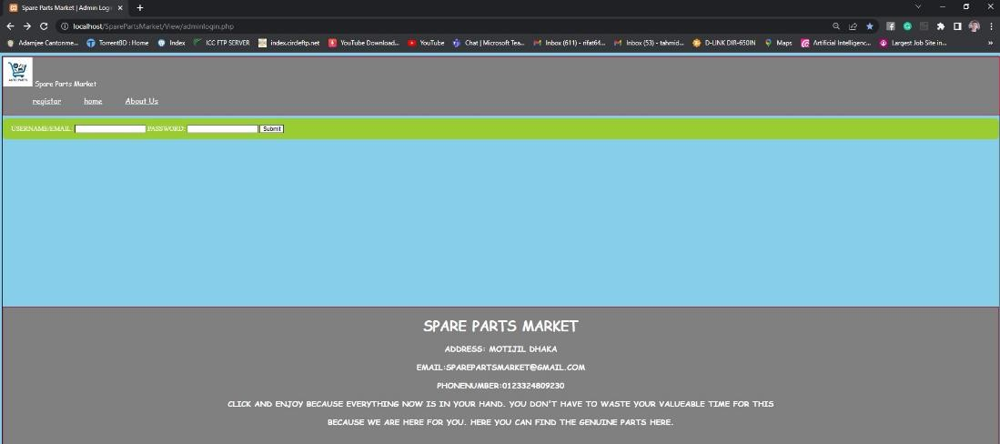 Spare Parts Market | Admin Logi
localhost/SparePartsMarket/View/adminlogin.php
Adamjee Cantonme... TorrentBD : Home Index ICC FTP SERVER index.circleftp.net YouTube Download... YouTube Chat | Microsoft Tea... Inbox (611) - rifat64... Inbox (53) - tahmid... D-LINK DIR-650IN Maps Artificial Intelligenc... Largest Job Site in... »
AUTO PARTS
Spare Parts Market
registar home About Us
USERNAME/EMAIL: PASSWORD: Submit
SPARE PARTS MARKET
ADDRESS: MOTIJIL DHAKA
EMAIL:SPAREPARTSMARKET@GMAIL.COM
PHONENUMBER:0123324809230
CLICK AND ENJOY BECAUSE EVERYTHING NOW IS IN YOUR HAND. YOU DON'T HAVE TO WASTE YOUR VALUEABLE TIME FOR THIS
BECAUSE WE ARE HERE FOR YOU. HERE YOU CAN FIND THE GENUINE PARTS HERE.